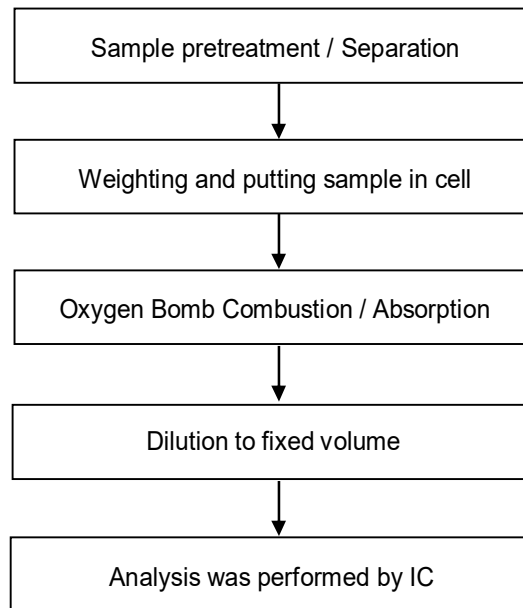 Sample pretreatment / Separation
Weighting and putting sample in cell
Oxygen Bomb Combustion / Absorption
Dilution to fixed volume
Analysis was performed by IC